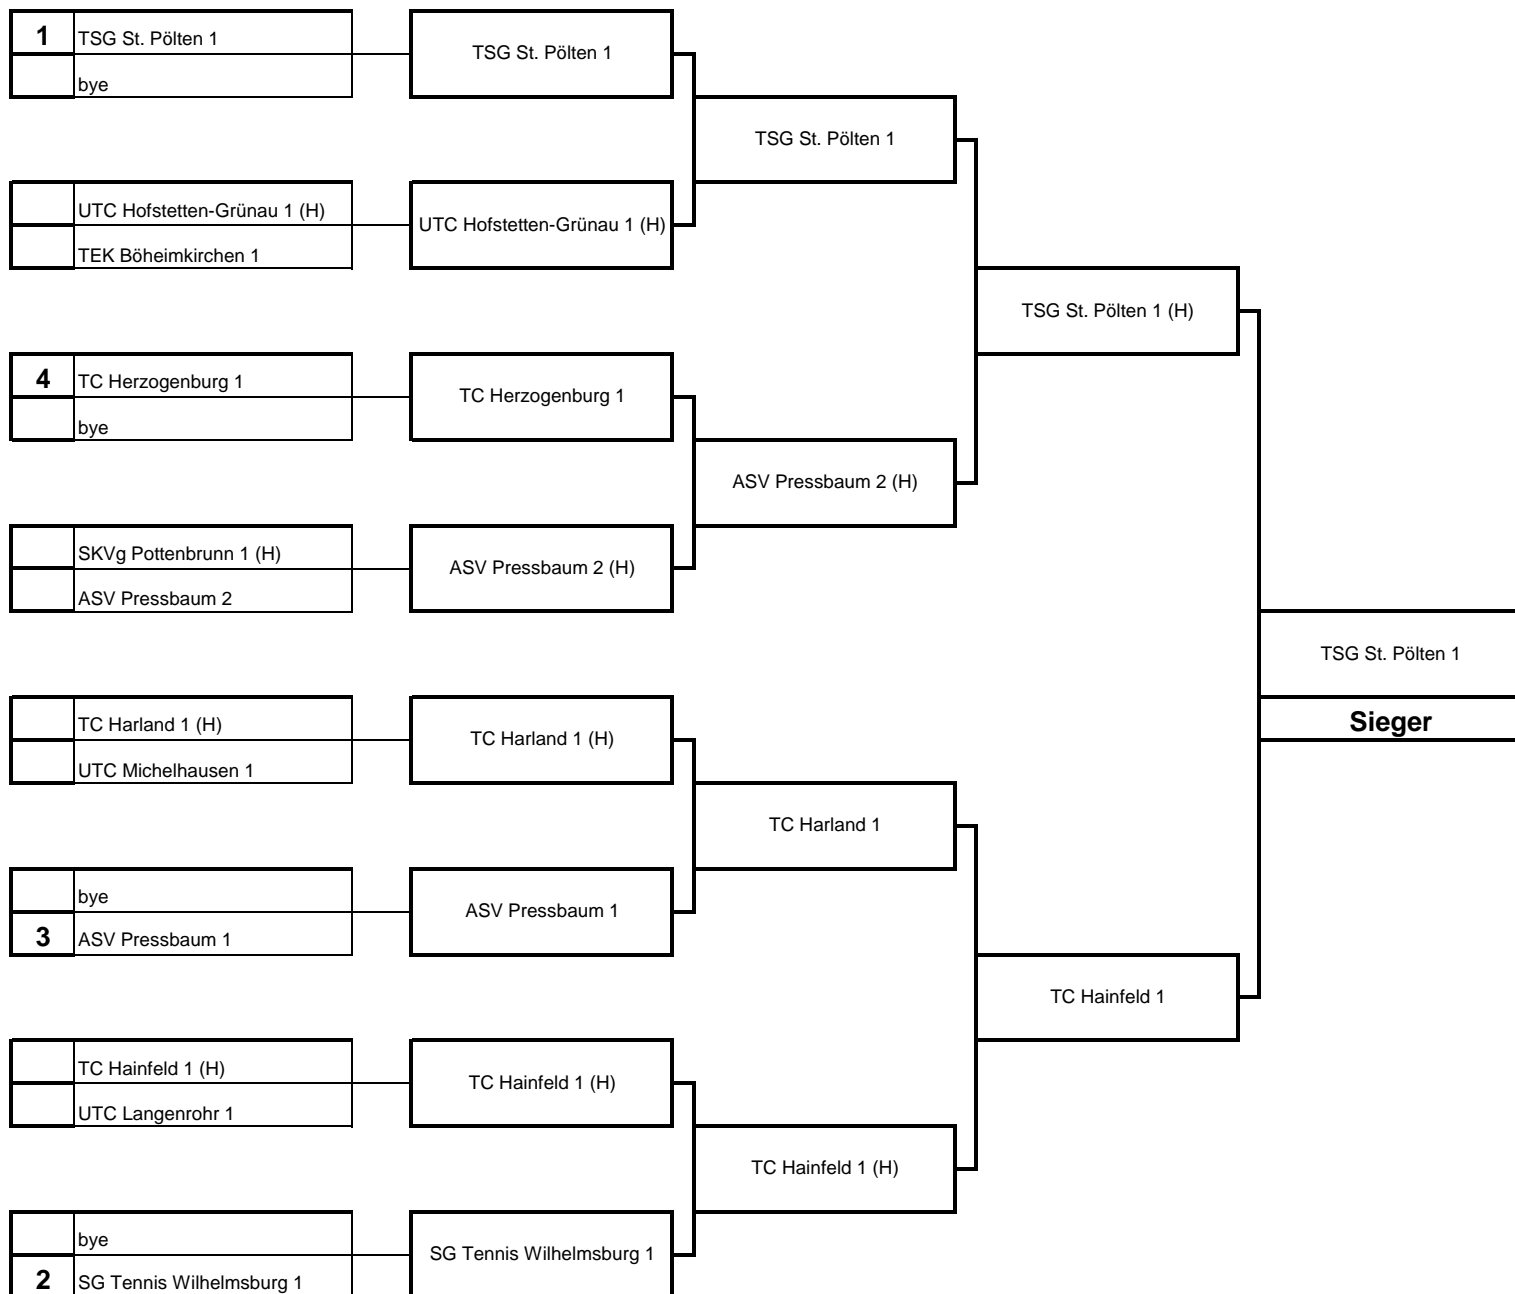 1 TSG St. Pölten 1
bye
TSG St. Pölten 1
TSG St. Pölten 1
UTC Hofstetten-Grünau 1 (H)
TEK Böheimkirchen 1
UTC Hofstetten-Grünau 1 (H)
TSG St. Pölten 1 (H)
4 TC Herzogenburg 1
bye
TC Herzogenburg 1
ASV Pressbaum 2 (H)
SKVg Pottenbrunn 1 (H)
ASV Pressbaum 2
ASV Pressbaum 2 (H)
TSG St. Pölten 1
Sieger
TC Harland 1 (H)
UTC Michelhausen 1
TC Harland 1 (H)
TC Harland 1
bye
3 ASV Pressbaum 1
ASV Pressbaum 1
TC Hainfeld 1
TC Hainfeld 1 (H)
UTC Langenrohr 1
TC Hainfeld 1 (H)
TC Hainfeld 1 (H)
bye
2 SG Tennis Wilhelmsburg 1
SG Tennis Wilhelmsburg 1